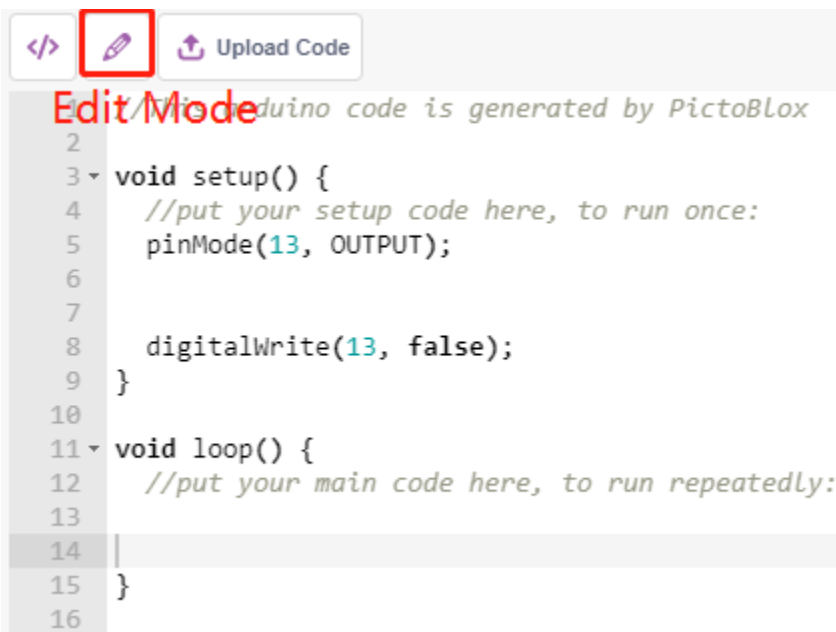 </> Upload Code
Edit Mode
1 //This arduino code is generated by PictoBlox
2
3 void setup() {
4 //put your setup code here, to run once:
5 pinMode(13, OUTPUT);
6
7
8 digitalWrite(13, false);
9 }
10
11 void loop() {
12 //put your main code here, to run repeatedly:
13
14
15 }
16